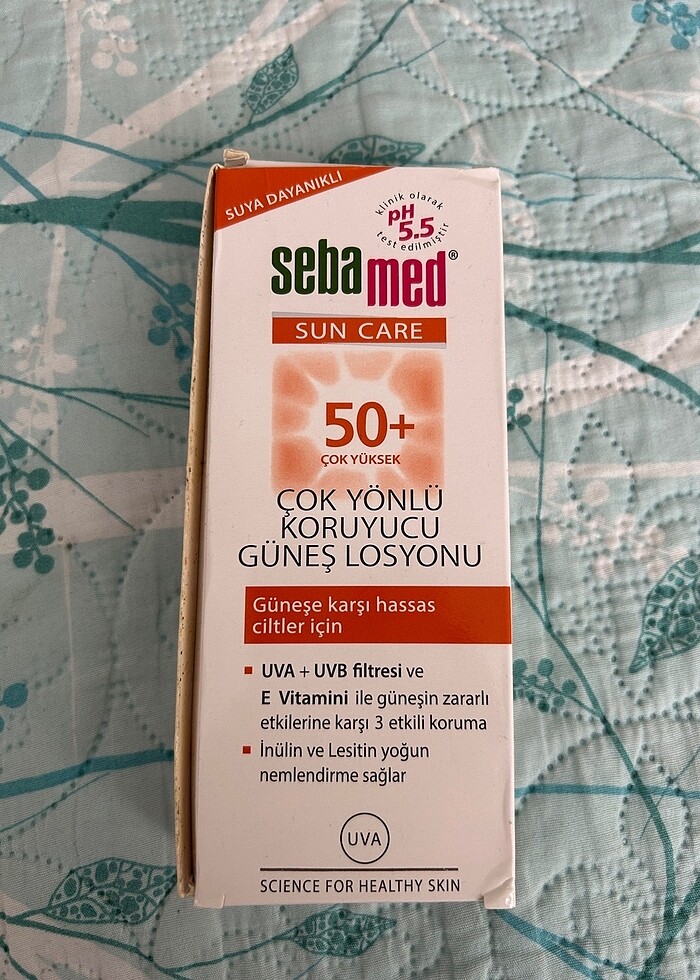 SUYA DAYANIKLI
klinik olarak
pH
5.5
test edilmiştir
sebamed®
SUN CARE
50+
ÇOK YÜKSEK
ÇOK YÖNLÜ
KORUYUCU
GÜNEŞ LOSYONU
Güneşe karşı hassas
ciltler için
UVA + UVB filtresi ve
E Vitamini ile güneşin zararlı
etkilerine karşı 3 etkili koruma
İnülin ve Lesitin yoğun
nemlendirme sağlar
UVA
SCIENCE FOR HEALTHY SKIN